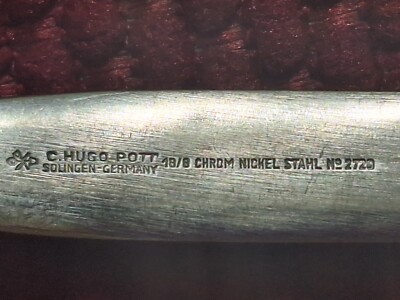 C. HUGO POTT
SOLINGEN-GERMANY
18/8 CHROM NICKEL STAHL No 2720